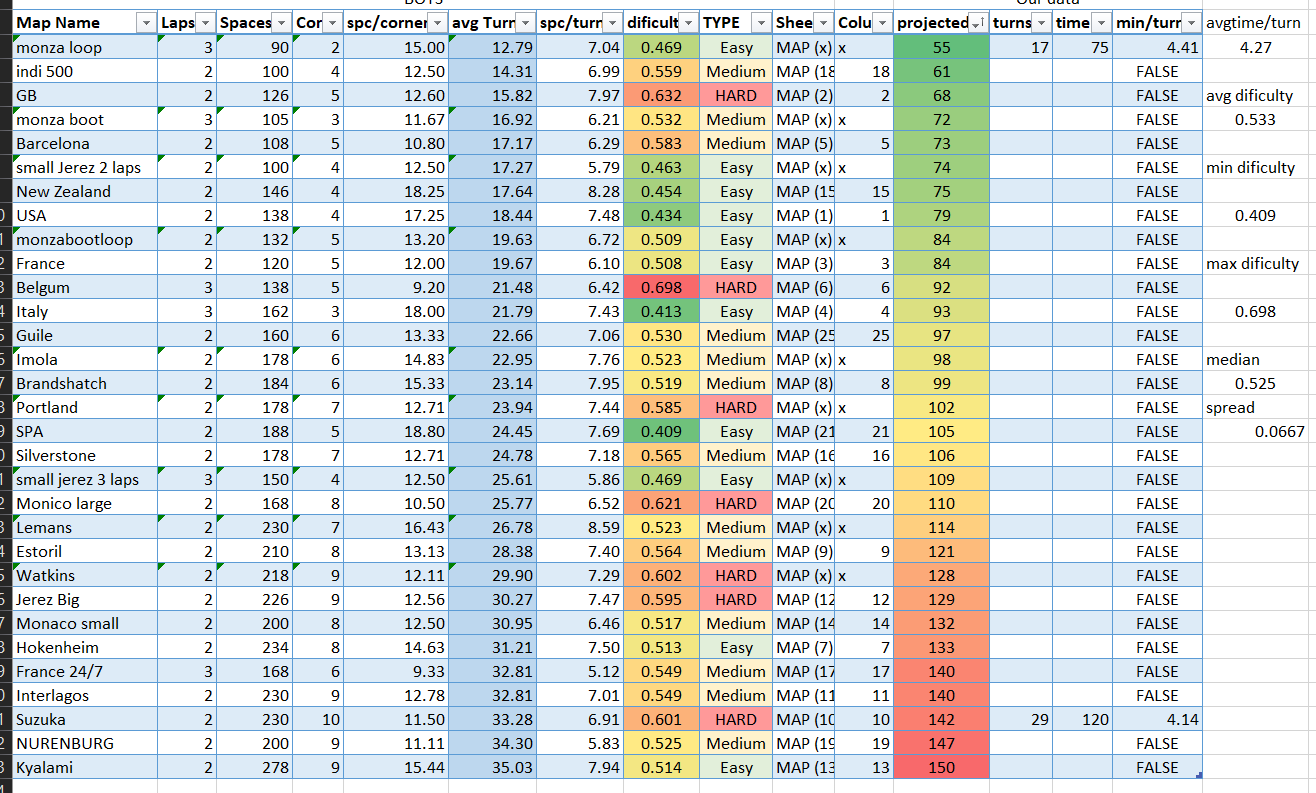 Map Name Laps Spaces Cor spc/corner avg Turn spc/turn dificult TYPE Shee Colu projected turns time min/turr avgtime/turn
monza loop 3 90 2 15.00 12.79 7.04 0.469 Easy MAP (x) x 55 17 75 4.41 4.27
indi 500 2 100 4 12.50 14.31 6.99 0.559 Medium MAP (18 18 61 FALSE
GB 2 126 5 12.60 15.82 7.97 0.632 HARD MAP (2) 2 68 FALSE avg dificulty
monza boot 3 105 3 11.67 16.92 6.21 0.532 Medium MAP (x) x 72 FALSE 0.533
Barcelona 2 108 5 10.80 17.17 6.29 0.583 Medium MAP (5) 5 73 FALSE
small Jerez 2 laps 2 100 4 12.50 17.27 5.79 0.463 Easy MAP (x) x 74 FALSE min dificulty
New Zealand 2 146 4 18.25 17.64 8.28 0.454 Easy MAP (15 15 75 FALSE
USA 2 138 4 17.25 18.44 7.48 0.434 Easy MAP (1) 1 79 FALSE 0.409
monzabootloop 2 132 5 13.20 19.63 6.72 0.509 Easy MAP (x) x 84 FALSE
France 2 120 5 12.00 19.67 6.10 0.508 Easy MAP (3) 3 84 FALSE max dificulty
Belgum 3 138 5 9.20 21.48 6.42 0.698 HARD MAP (6) 6 92 FALSE
Italy 3 162 3 18.00 21.79 7.43 0.413 Easy MAP (4) 4 93 FALSE 0.698
Guile 2 160 6 13.33 22.66 7.06 0.530 Medium MAP (25 25 97 FALSE
Imola 2 178 6 14.83 22.95 7.76 0.523 Medium MAP (x) x 98 FALSE median
Brandshatch 2 184 6 15.33 23.14 7.95 0.519 Medium MAP (8) 8 99 FALSE 0.525
Portland 2 178 7 12.71 23.94 7.44 0.585 HARD MAP (x) x 102 FALSE spread
SPA 2 188 5 18.80 24.45 7.69 0.409 Easy MAP (21 21 105 FALSE 0.0667
Silverstone 2 178 7 12.71 24.78 7.18 0.565 Medium MAP (16 16 106 FALSE
small jerez 3 laps 3 150 4 12.50 25.61 5.86 0.469 Easy MAP (x) x 109 FALSE
Monico large 2 168 8 10.50 25.77 6.52 0.621 HARD MAP (20 20 110 FALSE
Lemans 2 230 7 16.43 26.78 8.59 0.523 Medium MAP (x) x 114 FALSE
Estoril 2 210 8 13.13 28.38 7.40 0.564 Medium MAP (9) 9 121 FALSE
Watkins 2 218 9 12.11 29.90 7.29 0.602 HARD MAP (x) x 128 FALSE
Jerez Big 2 226 9 12.56 30.27 7.47 0.595 HARD MAP (12 12 129 FALSE
Monaco small 2 200 8 12.50 30.95 6.46 0.517 Medium MAP (14 14 132 FALSE
Hokenheim 2 234 8 14.63 31.21 7.50 0.513 Easy MAP (7) 7 133 FALSE
France 24/7 3 168 6 9.33 32.81 5.12 0.549 Medium MAP (17 17 140 FALSE
Interlagos 2 230 9 12.78 32.81 7.01 0.549 Medium MAP (11 11 140 FALSE
Suzuka 2 230 10 11.50 33.28 6.91 0.601 HARD MAP (10 10 142 29 120 4.14
NURENBURG 2 200 9 11.11 34.30 5.83 0.525 Medium MAP (19 19 147 FALSE
Kyalami 2 278 9 15.44 35.03 7.94 0.514 Easy MAP (13 13 150 FALSE